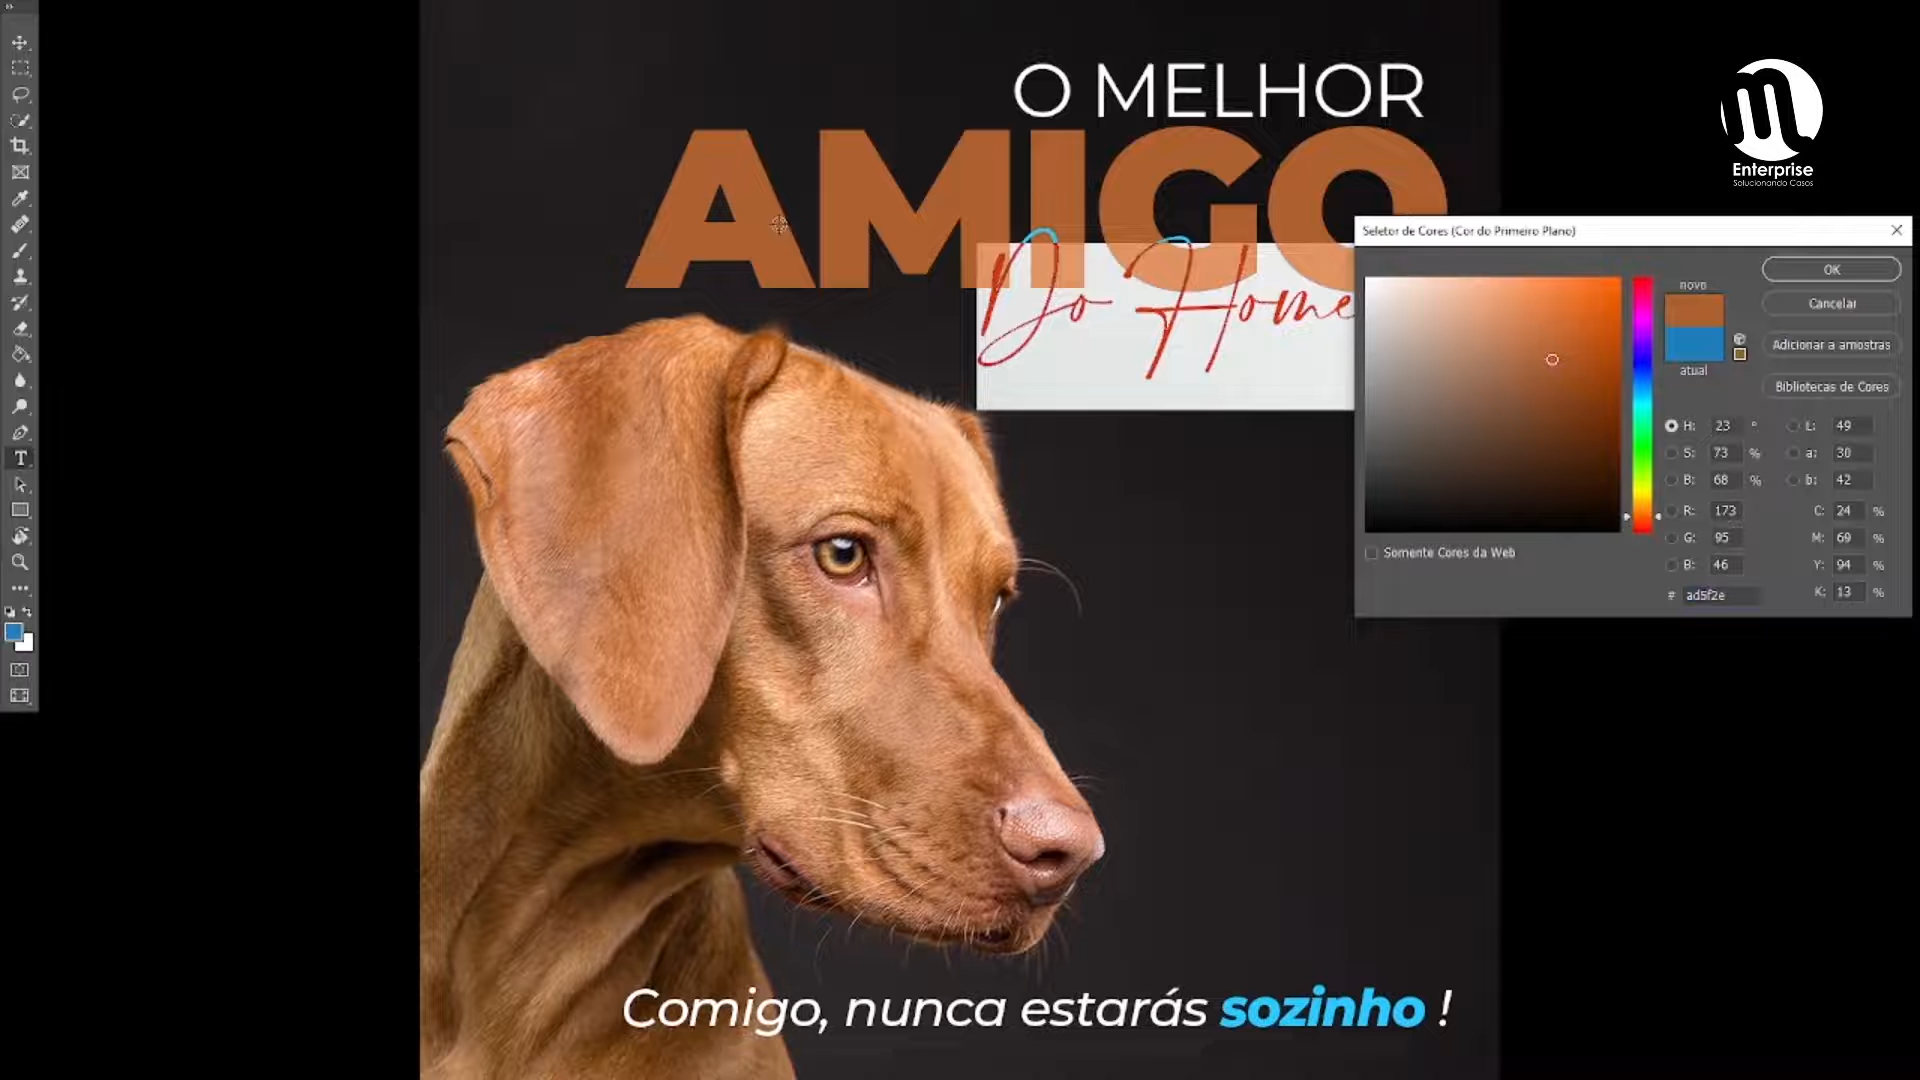 O MELHOR
AMIGO
Do Home
Comigo, nunca estarás sozinho !
Enterprise
Solucionando Casos
Seletor de Cores (Cor do Primeiro Plano)
novo
atual
OK
Cancelar
Adicionar a amostras
Bibliotecas de Cores
H: 23 °
S: 73 %
B: 68 %
R: 173
G: 95
B: 46
# ad5f2e
L: 49
a: 30
b: 42
C: 24 %
M: 69 %
Y: 94 %
K: 13 %
Somente Cores da Web